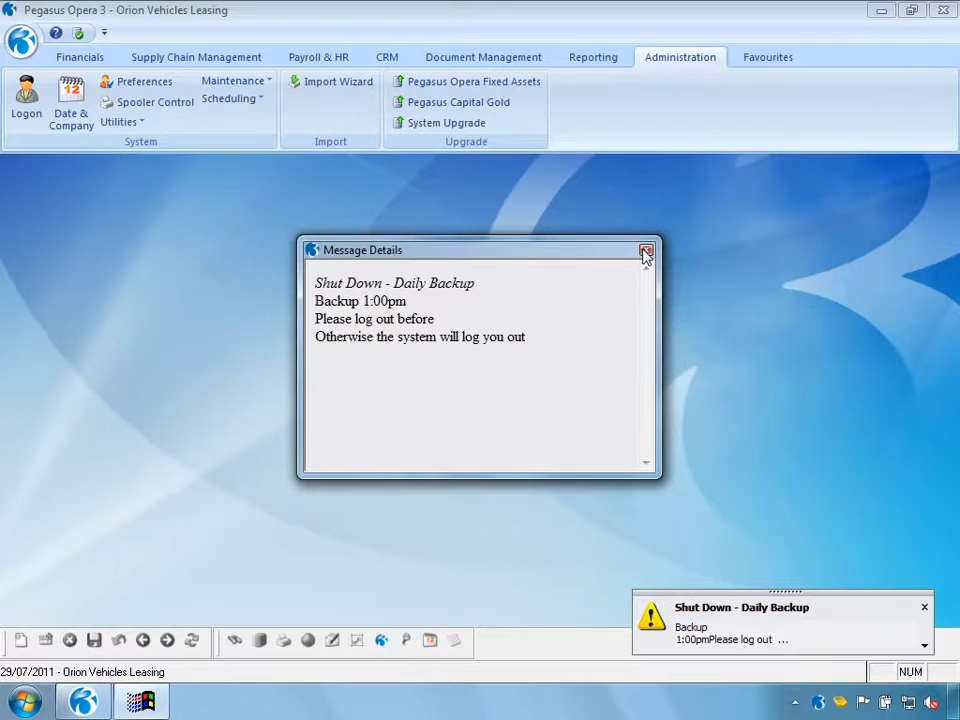 Pegasus Opera 3 - Orion Vehicles Leasing
Financials
Supply Chain Management
Payroll & HR
CRM
Document Management
Reporting
Administration
Favourites
Logon
12
Date &
Company
Preferences
Spooler Control
Utilities
Maintenance
Scheduling
System
Import Wizard
Import
Pegasus Opera Fixed Assets
Pegasus Capital Gold
System Upgrade
Upgrade
Message Details
Shut Down - Daily Backup
Backup 1:00pm
Please log out before
Otherwise the system will log you out
Shut Down - Daily Backup
Backup
1:00pmPlease log out ...
29/07/2011 - Orion Vehicles Leasing
NUM